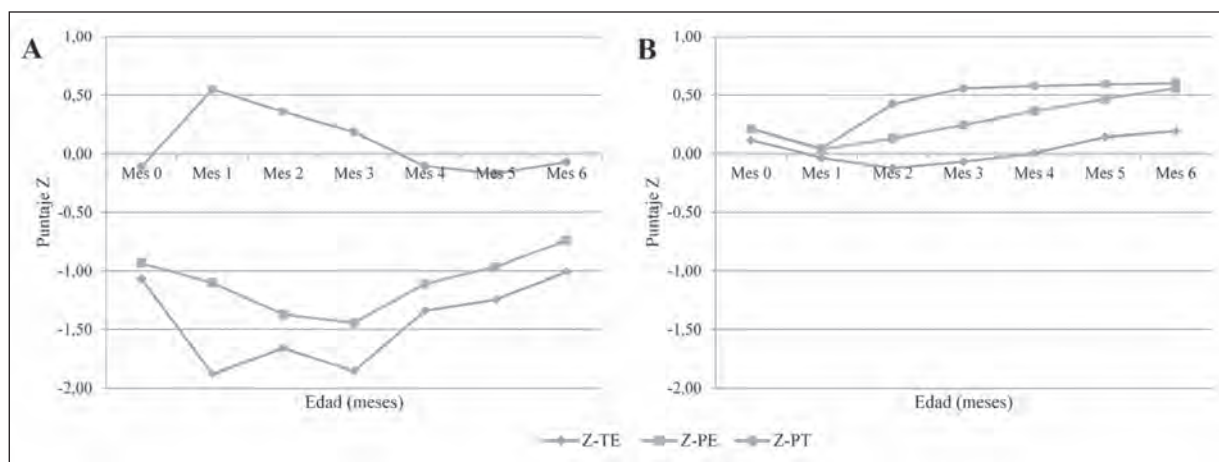 A
1,00
0,50
0,00
-0,50
-1,00
-1,50
-2,00
Puntaje Z
Mes 0 Mes 1 Mes 2 Mes 3 Mes 4 Mes 5 Mes 6
Edad (meses)
B
1,00
0,50
0,00
-0,50
-1,00
-1,50
-2,00
Puntaje Z
Mes 0 Mes 1 Mes 2 Mes 3 Mes 4 Mes 5 Mes 6
Edad (meses)
Z-TE Z-PE Z-PT